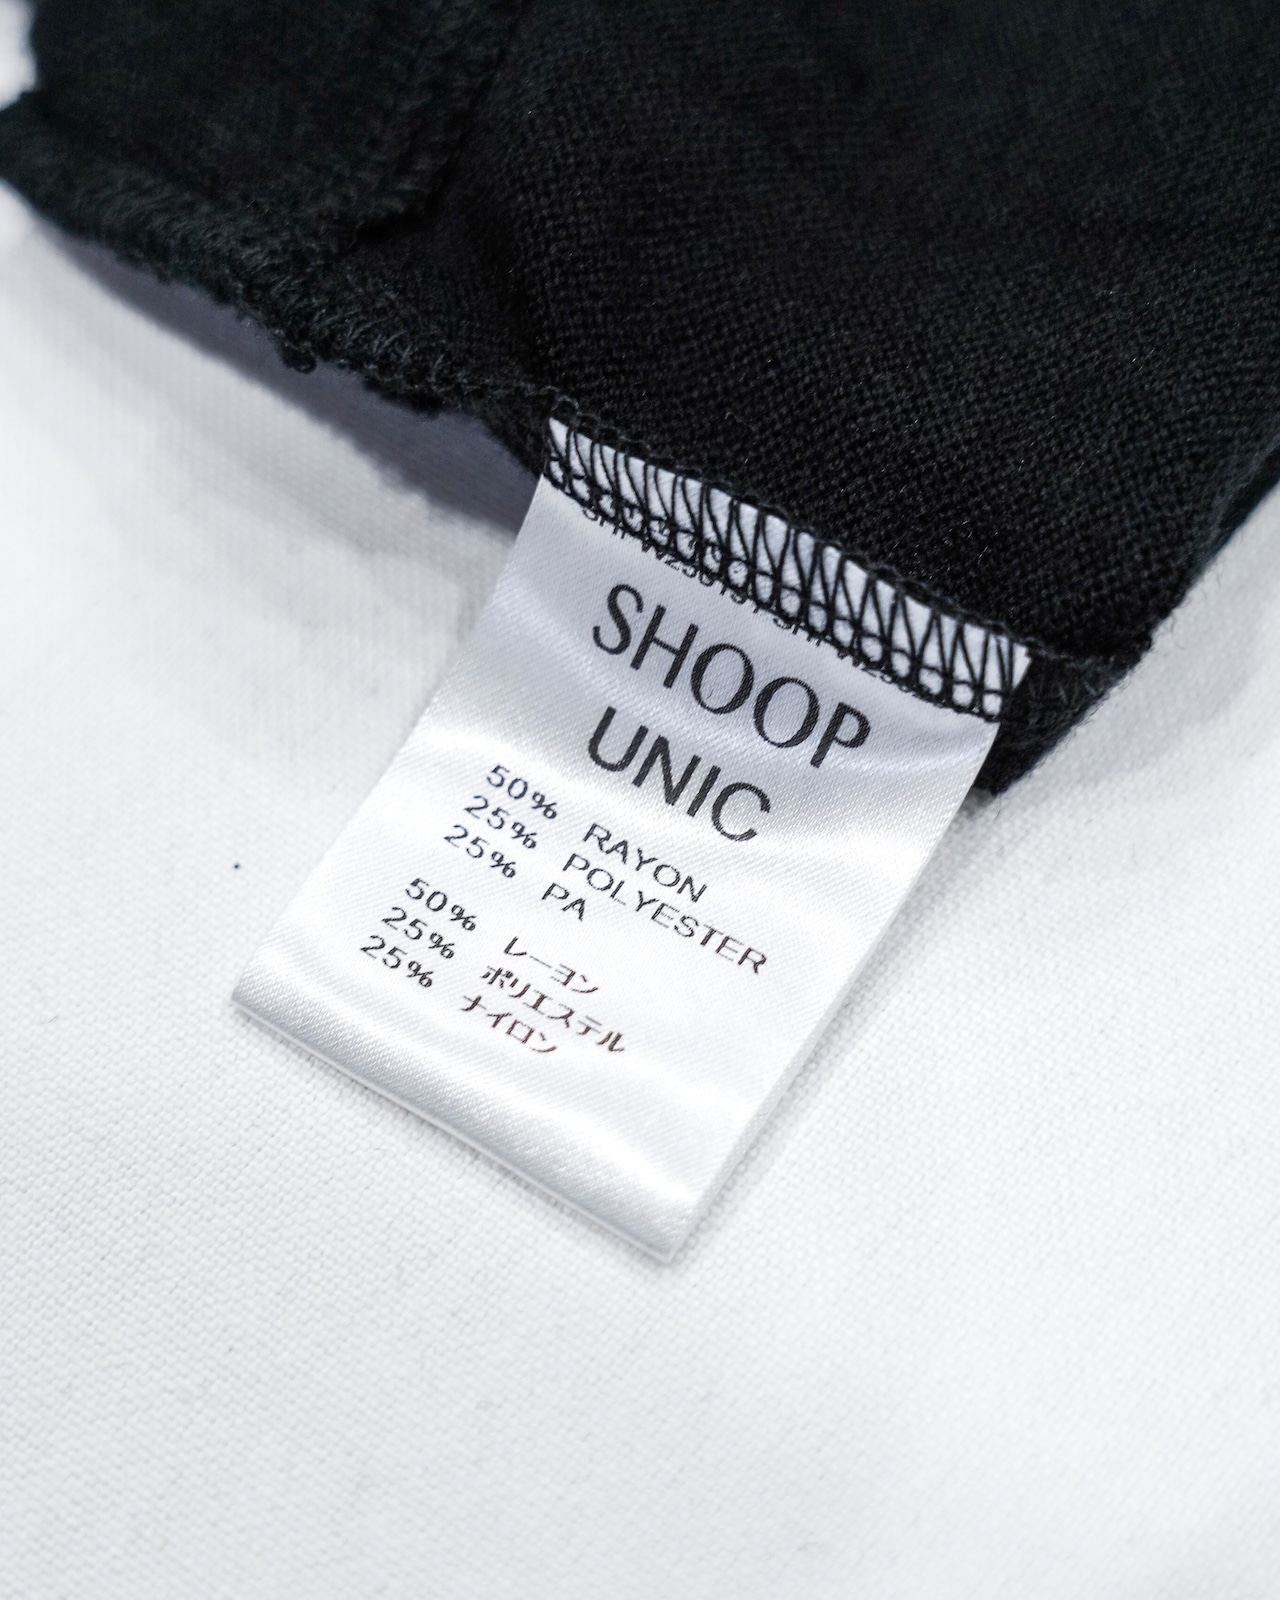 SHOOP
UNIC
50% RAYON
25% POLYESTER
25% PA
50% レーヨン
25% ポリエステル
25% ナイロン